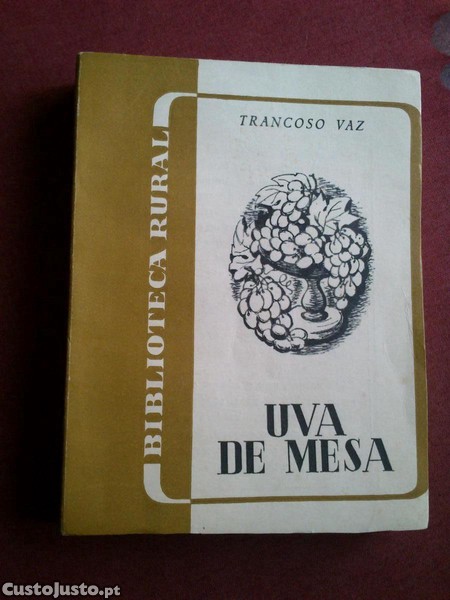 TRANCOSO VAZ
BIBLIOTECA RURAL
UVA
DE MESA
CustoJusto.pt